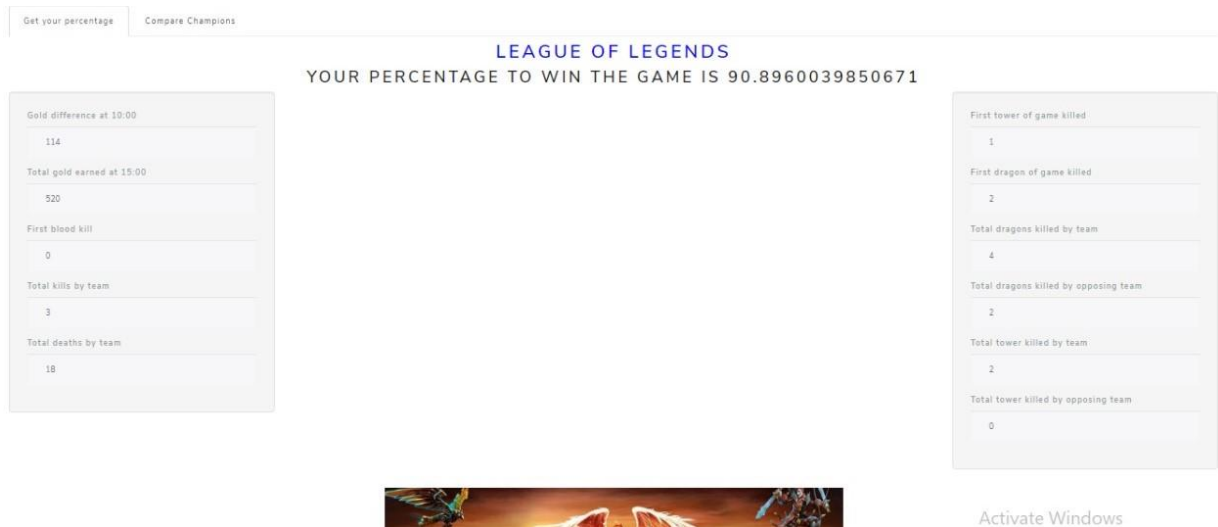 Get your percentage
Compare Champions
LEAGUE OF LEGENDS
YOUR PERCENTAGE TO WIN THE GAME IS 90.8960039850671
Gold difference at 10:00
114
Total gold earned at 15:00
520
First blood kill
0
Total kills by team
3
Total deaths by team
18
First tower of game killed
1
First dragon of game killed
2
Total dragons killed by team
4
Total dragons killed by opposing team
2
Total tower killed by team
2
Total tower killed by opposing team
0
Activate Windows